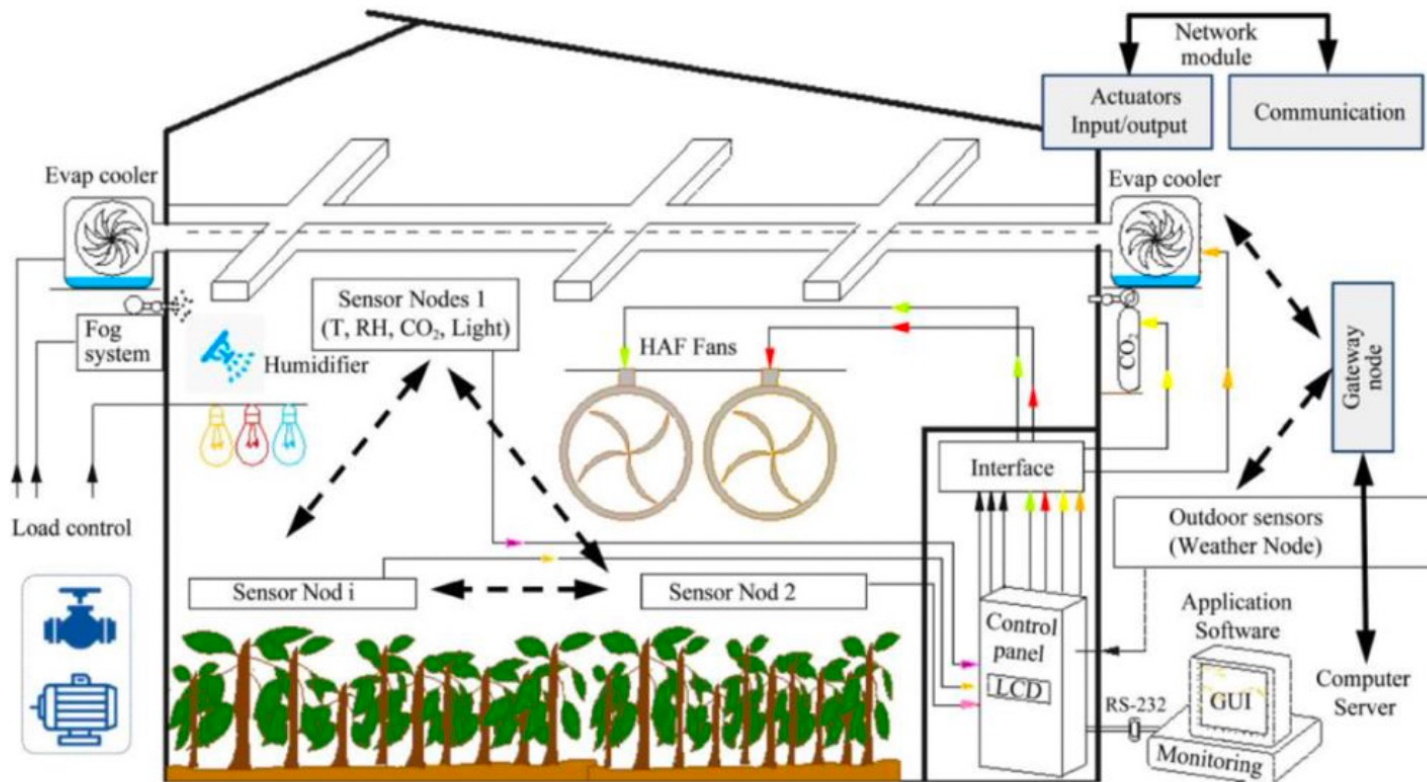 Network
module
Actuators
Input/output
Communication
Evap cooler
Evap cooler
Sensor Nodes 1
(T, RH, CO₂, Light)
Fog
system
Humidifier
HAF Fans
CO₂
Gateway
node
Interface
Load control
Outdoor sensors
(Weather Node)
Sensor Nod i
Sensor Nod 2
Control
panel
LCD
Application
Software
GUI
RS-232
Monitoring
Computer
Server